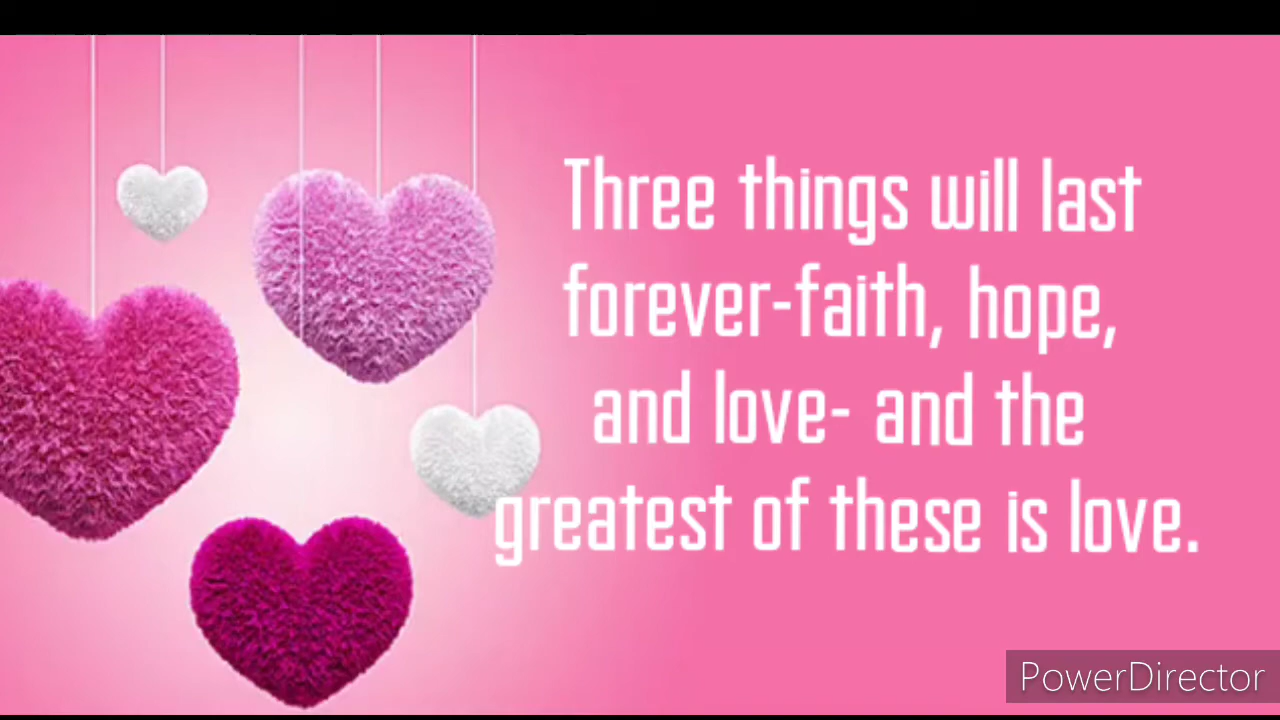 Three things will last
forever-faith, hope,
and love- and the
greatest of these is love.
PowerDirector